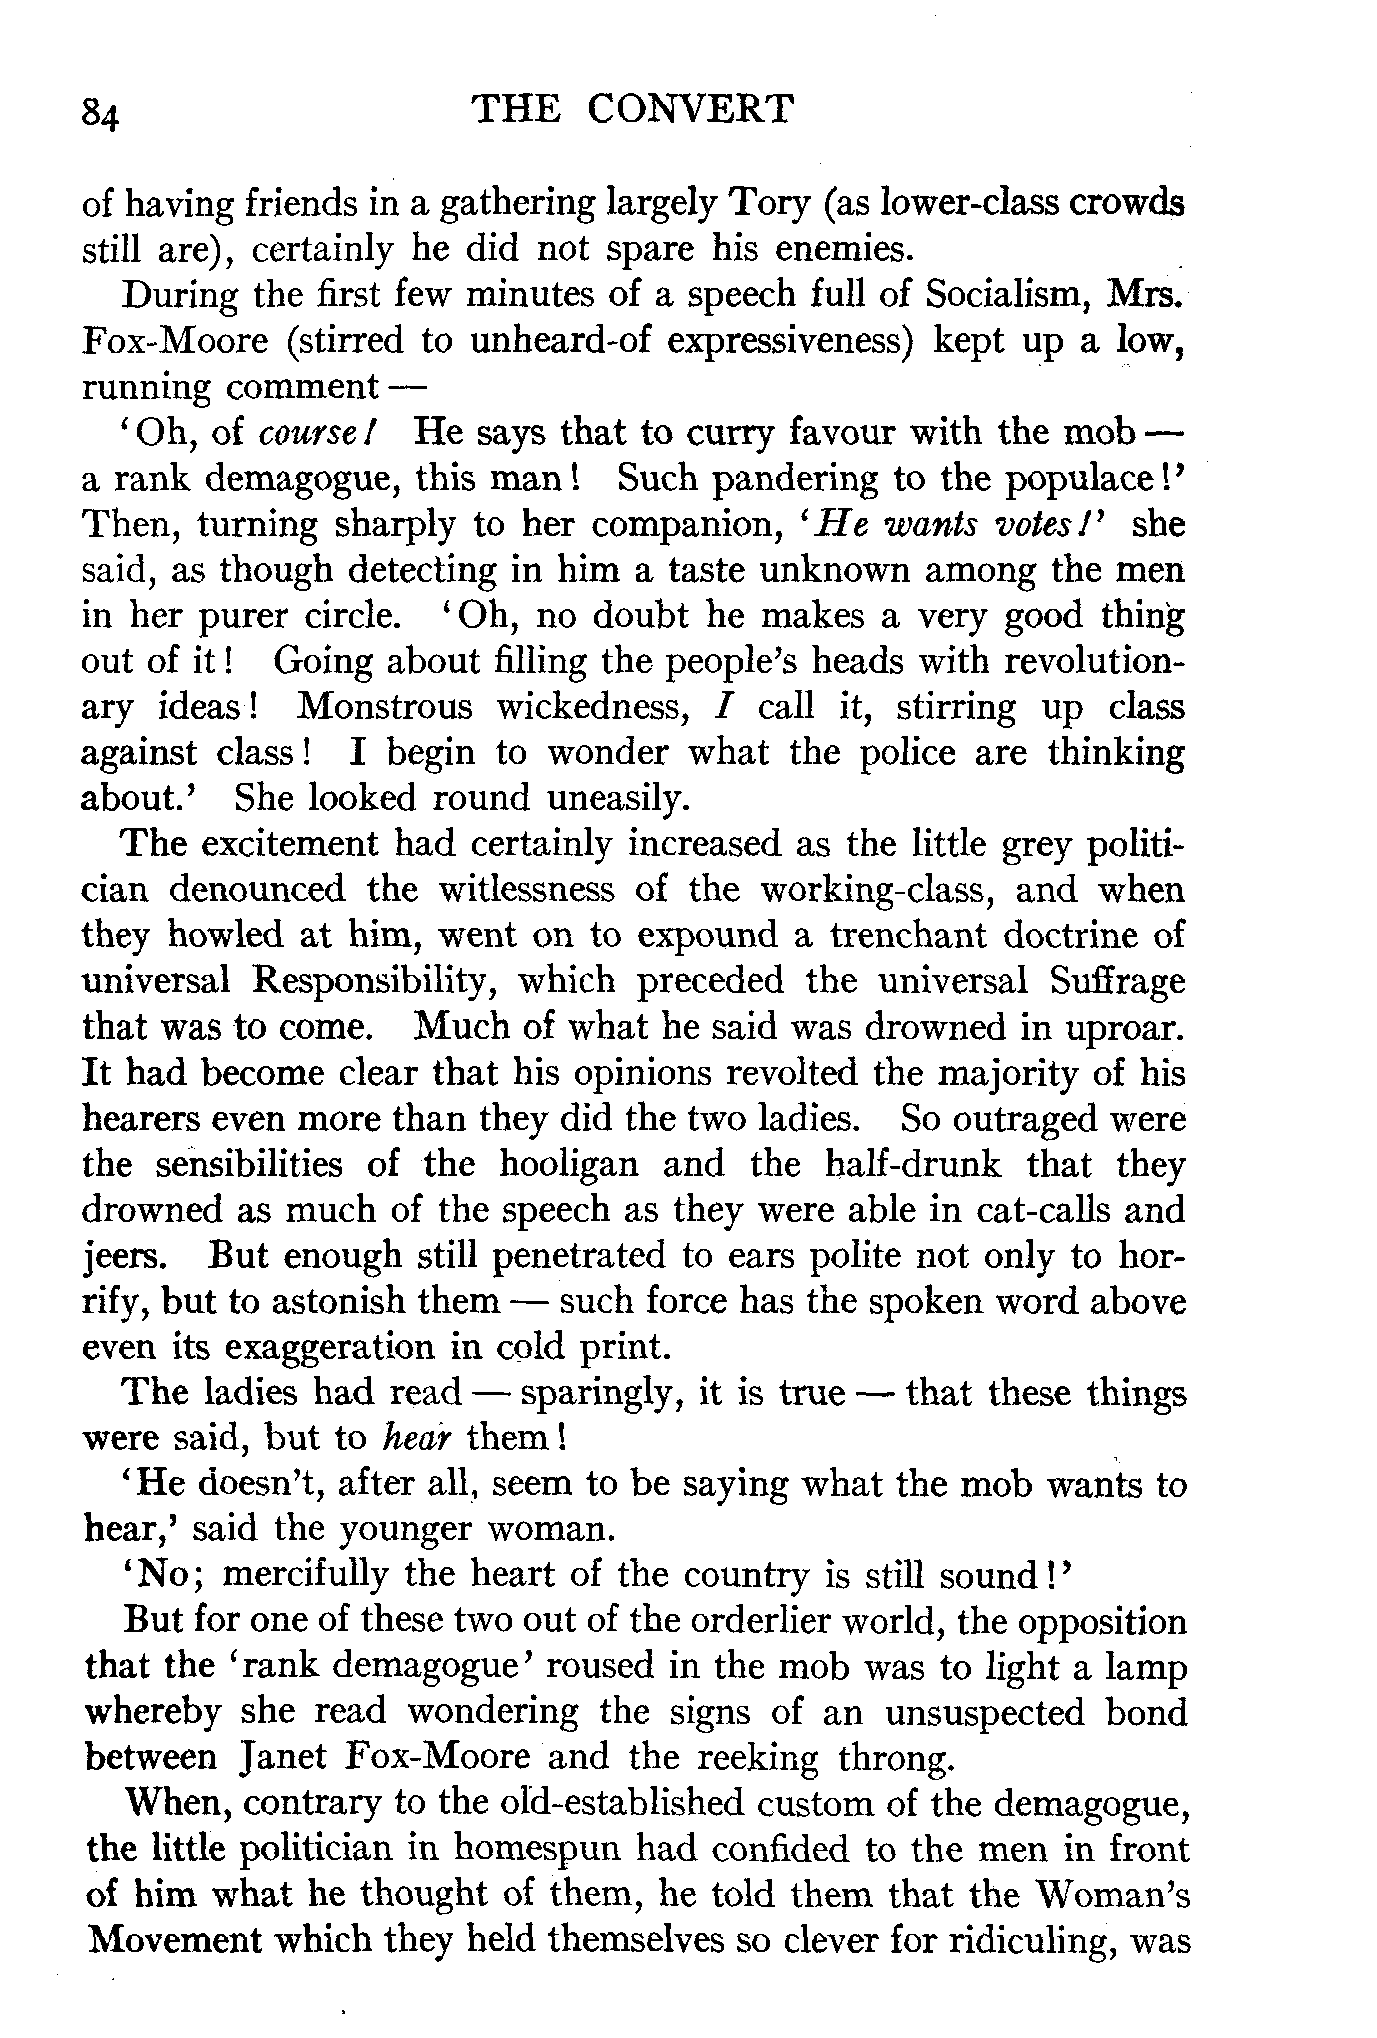 84 THE CONVERT
of having friends in a gathering largely Tory (as lower-class crowds
still are), certainly he did not spare his enemies.
During the first few minutes of a speech full of Socialism, Mrs.
Fox-Moore (stirred to unheard-of expressiveness) kept up a low,
running comment —
‘Oh, of course! He says that to curry favour with the mob —
a rank demagogue, this man! Such pandering to the populace!’
Then, turning sharply to her companion, ‘He wants votes!’ she
said, as though detecting in him a taste unknown among the men
in her purer circle. ‘Oh, no doubt he makes a very good thing
out of it! Going about filling the people’s heads with revolution-
ary ideas! Monstrous wickedness, I call it, stirring up class
against class! I begin to wonder what the police are thinking
about.’ She looked round uneasily.
The excitement had certainly increased as the little grey politi-
cian denounced the witlessness of the working-class, and when
they howled at him, went on to expound a trenchant doctrine of
universal Responsibility, which preceded the universal Suffrage
that was to come. Much of what he said was drowned in uproar.
It had become clear that his opinions revolted the majority of his
hearers even more than they did the two ladies. So outraged were
the sensibilities of the hooligan and the half-drunk that they
drowned as much of the speech as they were able in cat-calls and
jeers. But enough still penetrated to ears polite not only to hor-
rify, but to astonish them — such force has the spoken word above
even its exaggeration in cold print.
The ladies had read — sparingly, it is true — that these things
were said, but to hear them!
‘He doesn’t, after all, seem to be saying what the mob wants to
hear,’ said the younger woman.
‘No; mercifully the heart of the country is still sound!’
But for one of these two out of the orderlier world, the opposition
that the ‘rank demagogue’ roused in the mob was to light a lamp
whereby she read wondering the signs of an unsuspected bond
between Janet Fox-Moore and the reeking throng.
When, contrary to the old-established custom of the demagogue,
the little politician in homespun had confided to the men in front
of him what he thought of them, he told them that the Woman’s
Movement which they held themselves so clever for ridiculing, was